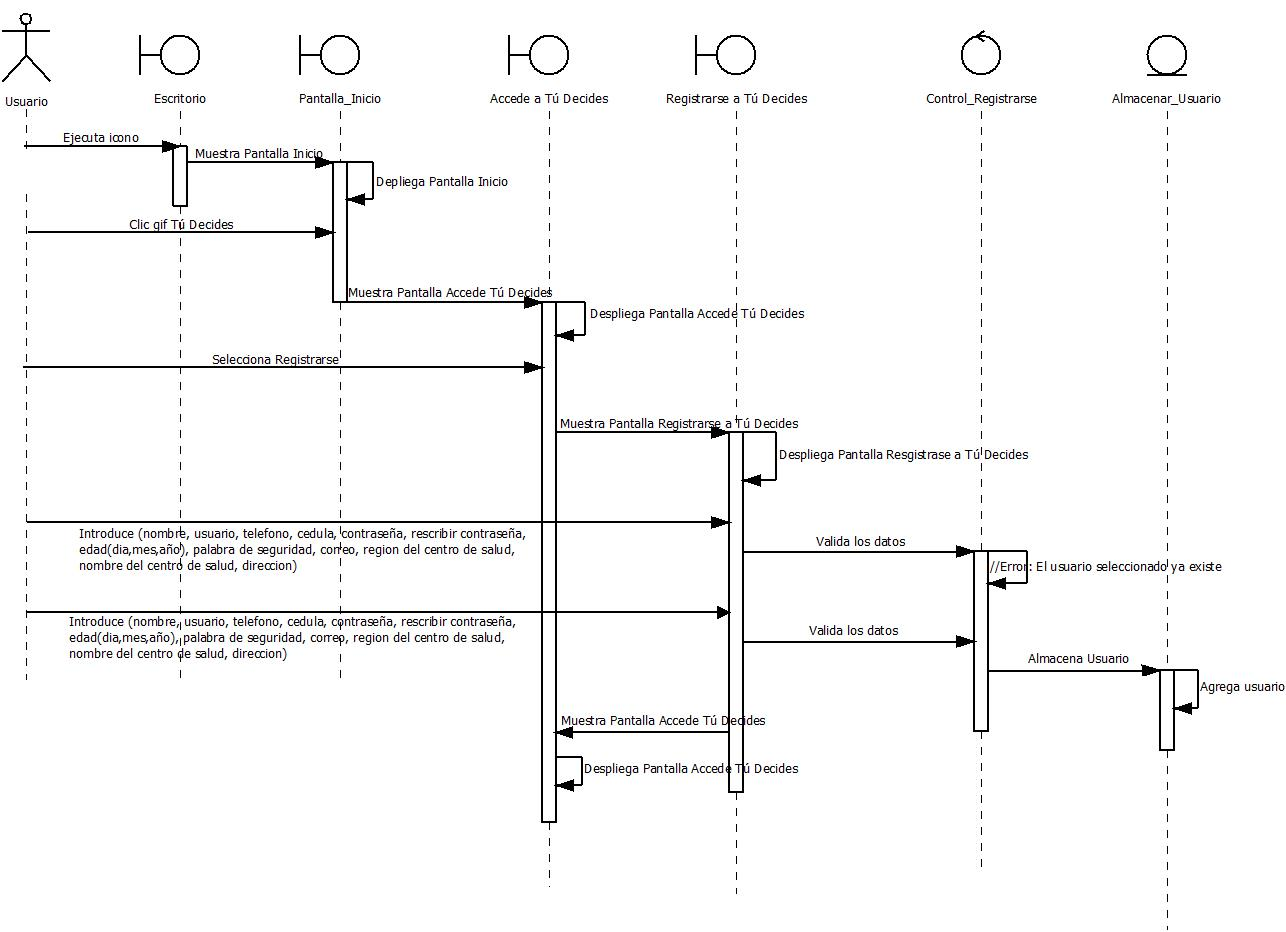 Usuario
Escritorio
Pantalla_Inicio
Accede a Tú Decides
Registrarse a Tú Decides
Control_Registrarse
Almacenar_Usuario
Ejecuta icono
Muestra Pantalla Inicio
Depliega Pantalla Inicio
Clic gif Tú Decides
Muestra Pantalla Accede Tú Decides
Despliega Pantalla Accede Tú Decides
Selecciona Registrarse
Muestra Pantalla Registrarse a Tú Decides
Despliega Pantalla Resgistrase a Tú Decides
Introduce (nombre, usuario, telefono, cedula, contraseña, rescribir contraseña,
edad(dia,mes,año), palabra de seguridad, correo, region del centro de salud,
nombre del centro de salud, direccion)
Valida los datos
//Error: El usuario seleccionado ya existe
Introduce (nombre, usuario, telefono, cedula, contraseña, rescribir contraseña,
edad(dia,mes,año), palabra de seguridad, correo, region del centro de salud,
nombre del centro de salud, direccion)
Valida los datos
Almacena Usuario
Agrega usuario
Muestra Pantalla Accede Tú Decides
Despliega Pantalla Accede Tú Decides